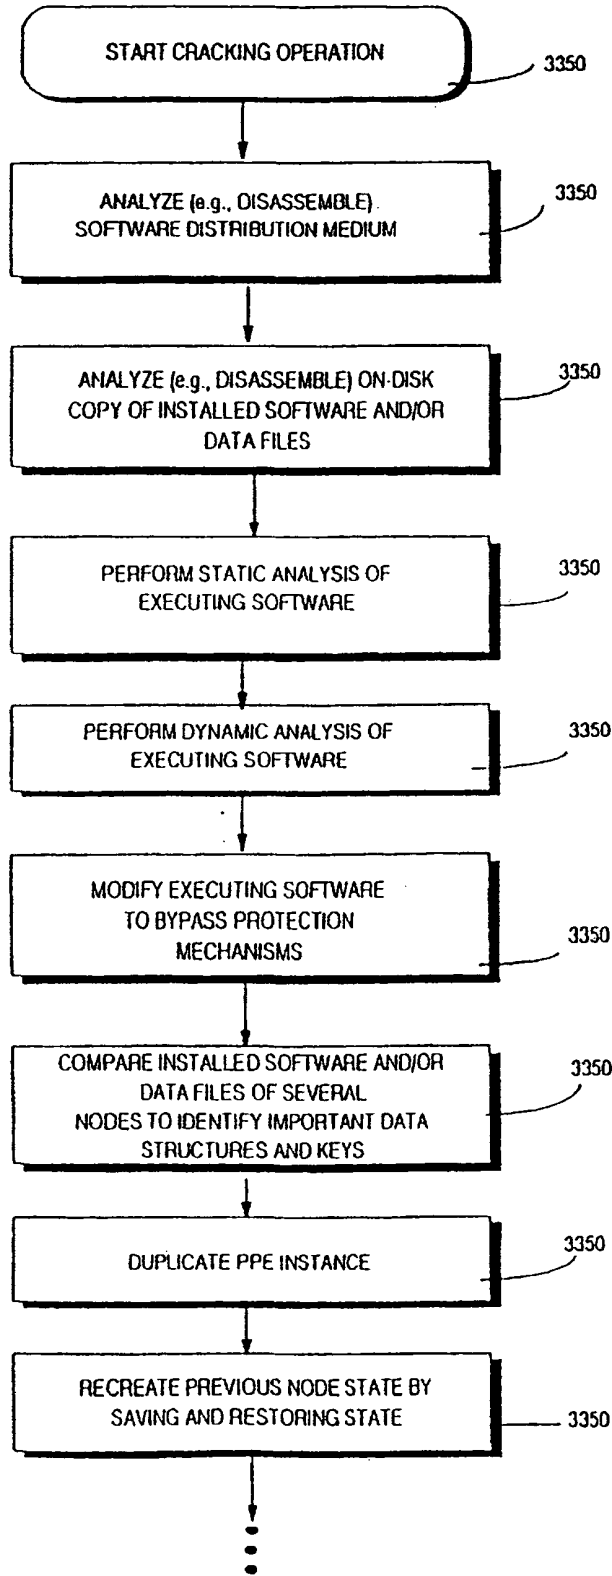 START CRACKING OPERATION
3350
ANALYZE (e.g., DISASSEMBLE)
SOFTWARE DISTRIBUTION MEDIUM
3350
ANALYZE (e.g., DISASSEMBLE) ON-DISK
COPY OF INSTALLED SOFTWARE AND/OR
DATA FILES
3350
PERFORM STATIC ANALYSIS OF
EXECUTING SOFTWARE
3350
PERFORM DYNAMIC ANALYSIS OF
EXECUTING SOFTWARE
3350
MODIFY EXECUTING SOFTWARE
TO BYPASS PROTECTION
MECHANISMS
3350
COMPARE INSTALLED SOFTWARE AND/OR
DATA FILES OF SEVERAL
NODES TO IDENTIFY IMPORTANT DATA
STRUCTURES AND KEYS
3350
DUPLICATE PPE INSTANCE
3350
RECREATE PREVIOUS NODE STATE BY
SAVING AND RESTORING STATE
3350